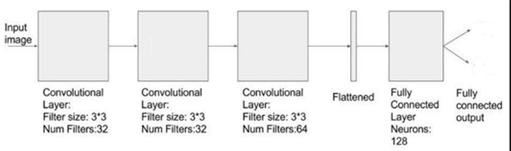 Input
image
Convolutional
Layer:
Filter size: 3*3
Num Filters:32
Convolutional
Layer:
Filter size: 3*3
Num Filters:32
Convolutional
Layer:
Filter size: 3*3
Num Filters:64
Flattened
Fully
Connected
Layer
Neurons:
128
Fully
connected
output